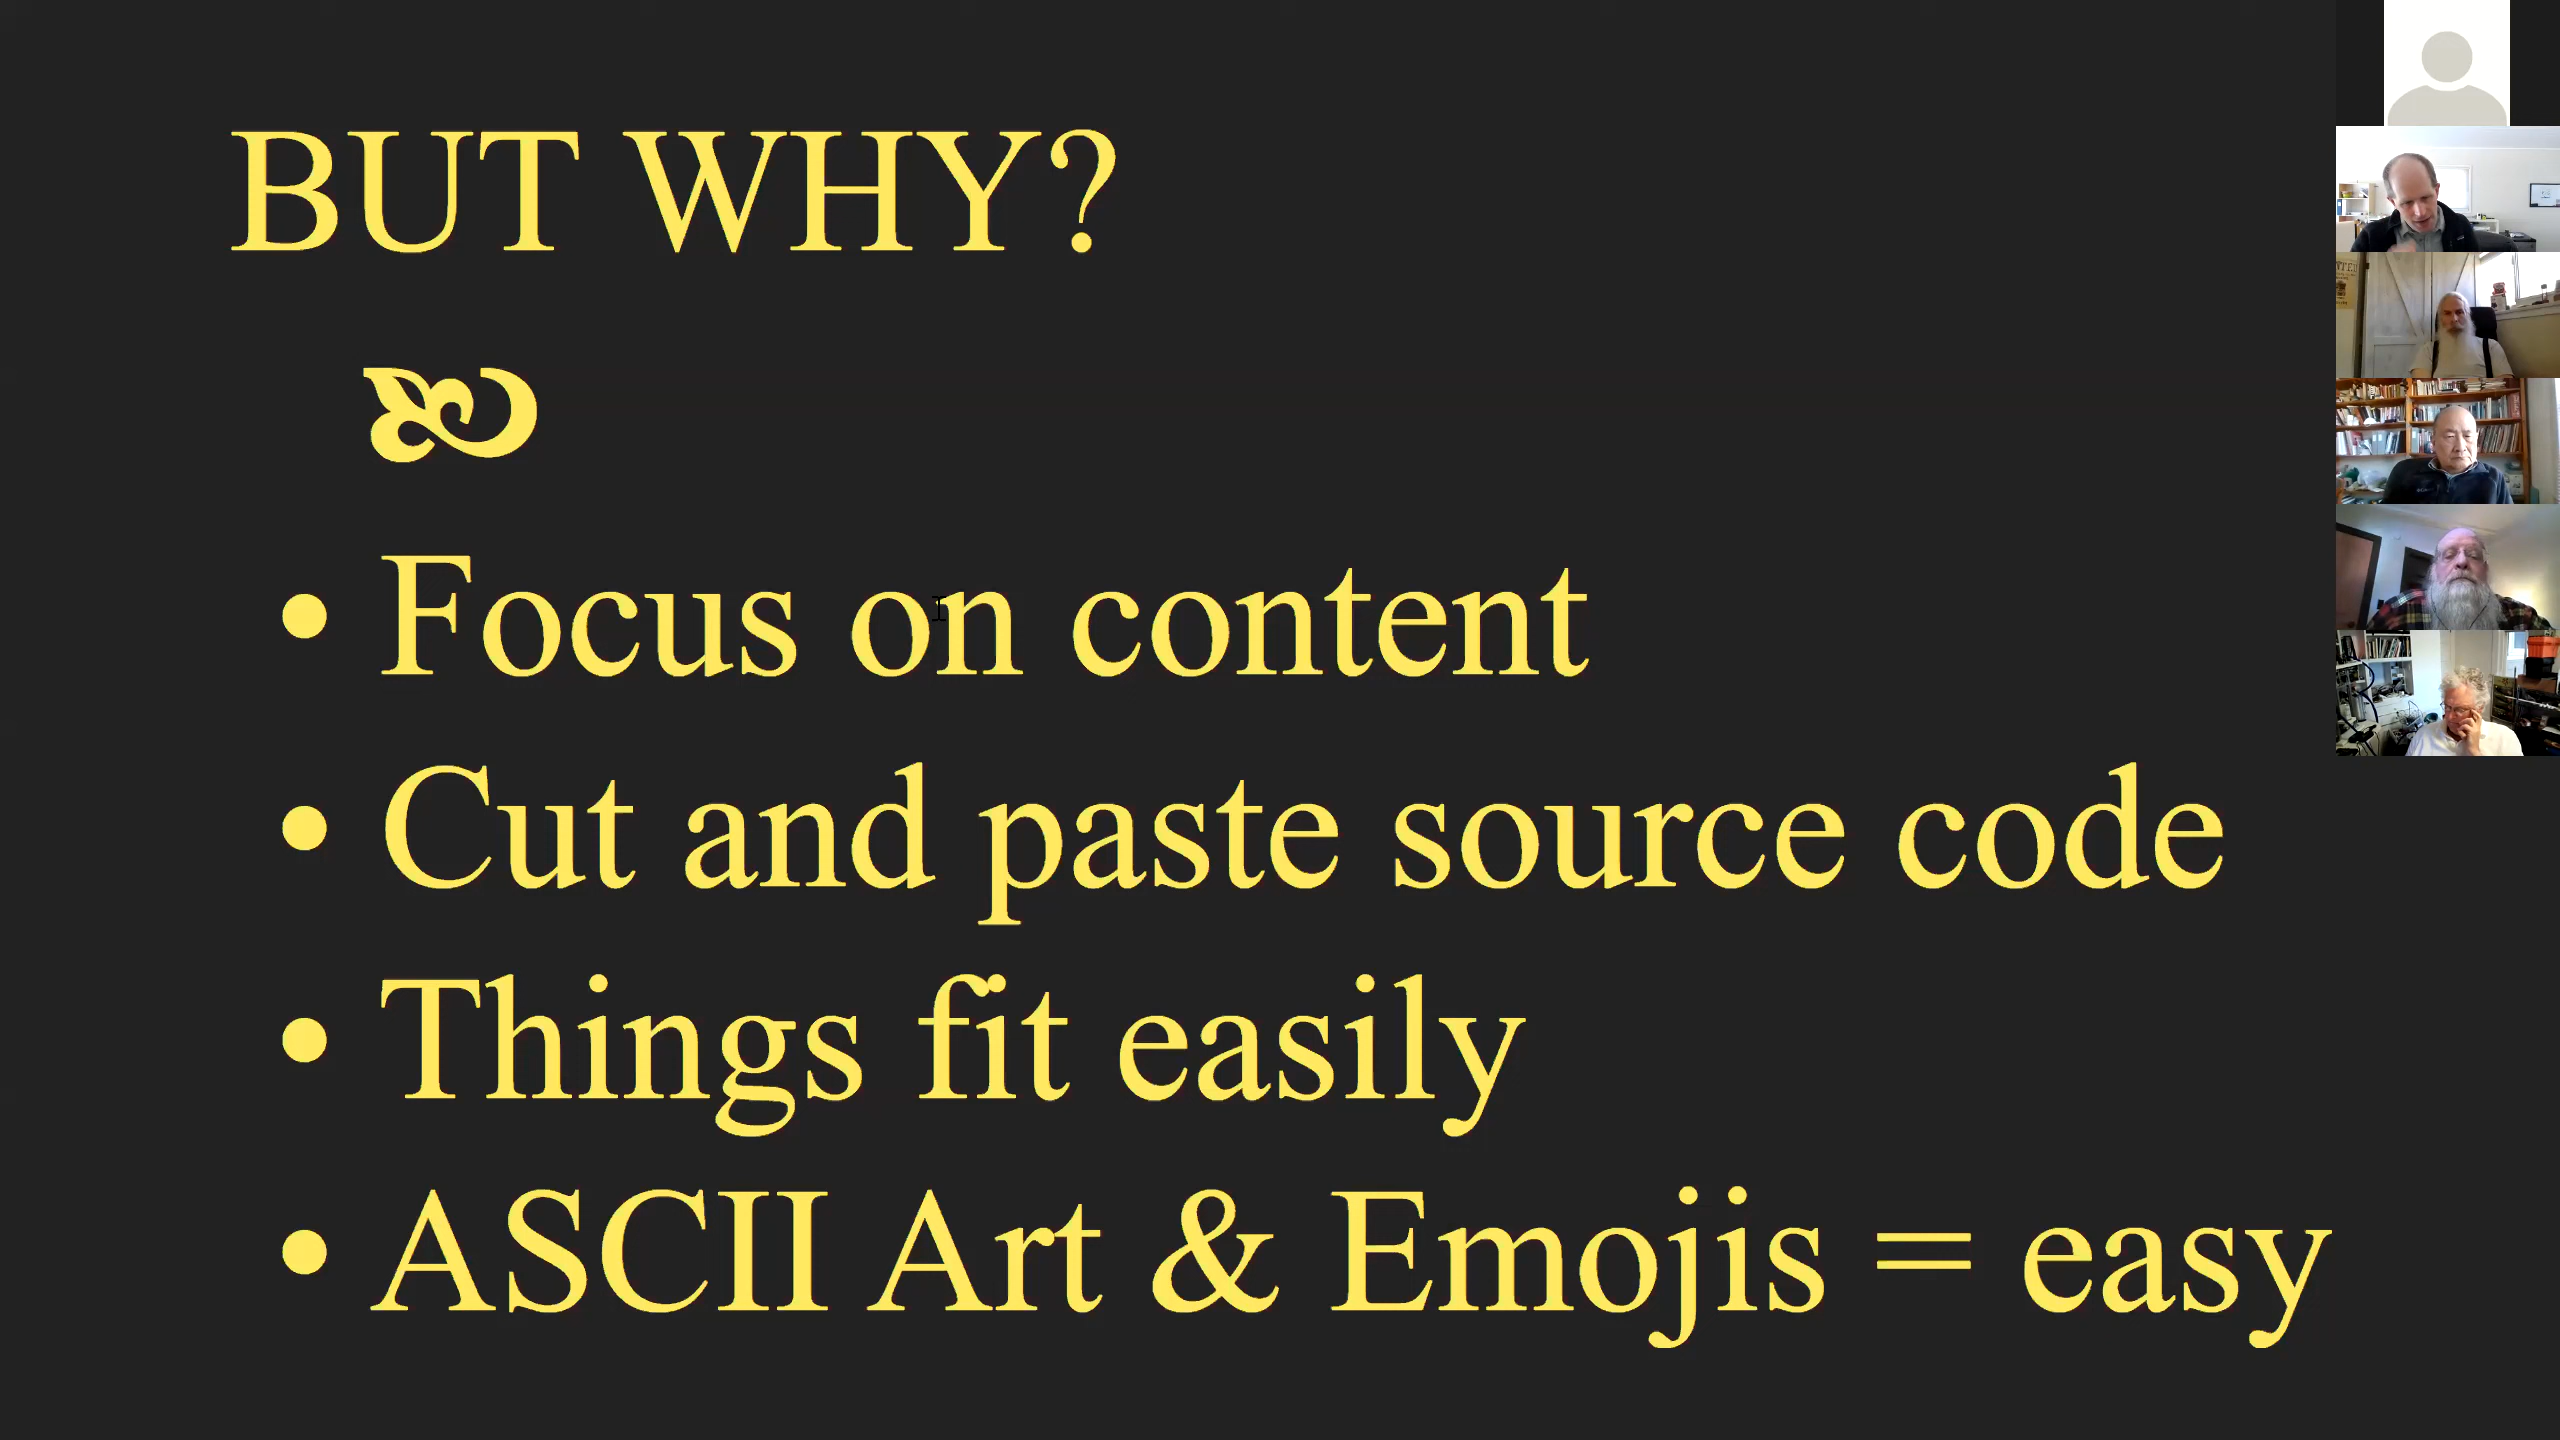 BUT WHY?
• Focus on content
• Cut and paste source code
• Things fit easily
• ASCII Art & Emojis = easy